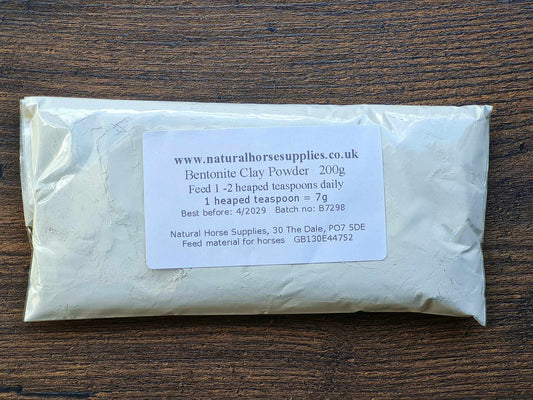 www.naturalhorsesupplies.co.uk
Bentonite Clay Powder 200g
Feed 1 -2 heaped teaspoons daily
1 heaped teaspoon = 7g
Best before: 4/2029 Batch no: B7298
Natural Horse Supplies, 30 The Dale, PO7 5DE
Feed material for horses GB130E44752